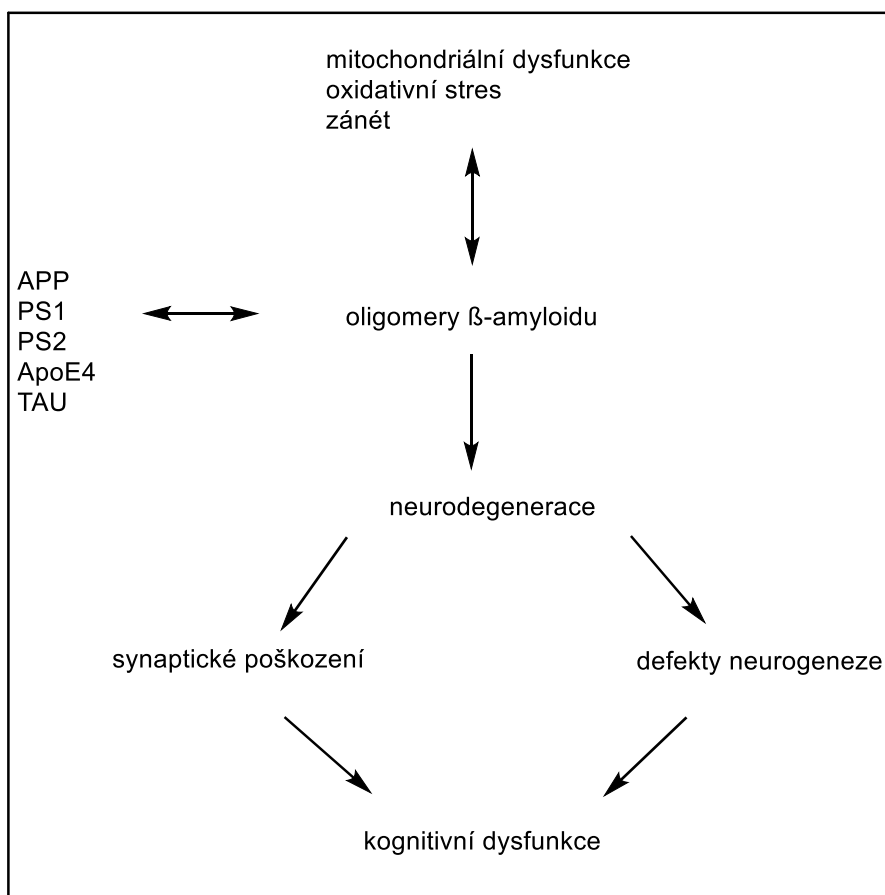 mitochondriální dysfunkce
oxidativní stres
zánét
APP
PS1
PS2
ApoE4
TAU
oligomery ß-amyloidu
neurodegenerace
synaptické poškození
defekty neurogeneze
kognitivní dysfunkce